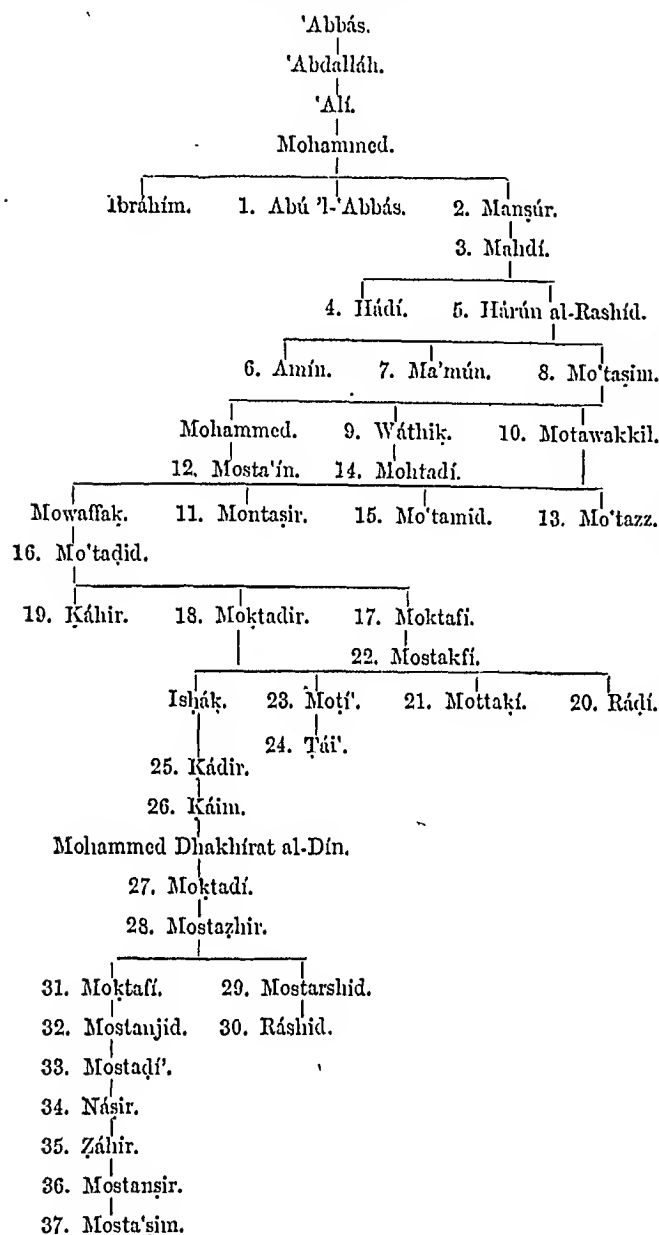 'Abbás.
'Abdalláh.
'Alí.
Mohammed.
Ibráhím. 1. Abú 'l-'Abbás. 2. Manṣúr.
3. Mahdí.
4. Hádí. 5. Hárún al-Rashíd.
6. Amín. 7. Ma'mún. 8. Mo'taṣim.
Mohammed. 9. Wáthiḳ. 10. Motawakkil.
12. Mosta'ín. 14. Mohtadí.
Mowaffaḳ. 11. Montaṣir. 15. Mo'tamid. 13. Mo'tazz.
16. Mo'taḍid.
19. Ḳáhir. 18. Moḳtadir. 17. Moktafi.
22. Mostakfí.
Isḥáḳ. 23. Moṭí'. 21. Mottaḳí. 20. Ráḍí.
24. Ṭái'.
25. Ḳádir.
26. Ḳáim.
Mohammed Dhakhírat al-Dín.
27. Moḳtadí.
28. Mostaẓhir.
31. Moḳtafí. 29. Mostarshid.
32. Mostanjid. 30. Ráshid.
33. Mostaḍí'.
34. Náṣir.
35. Ẓáhir.
36. Mostanṣir.
37. Mosta'ṣim.